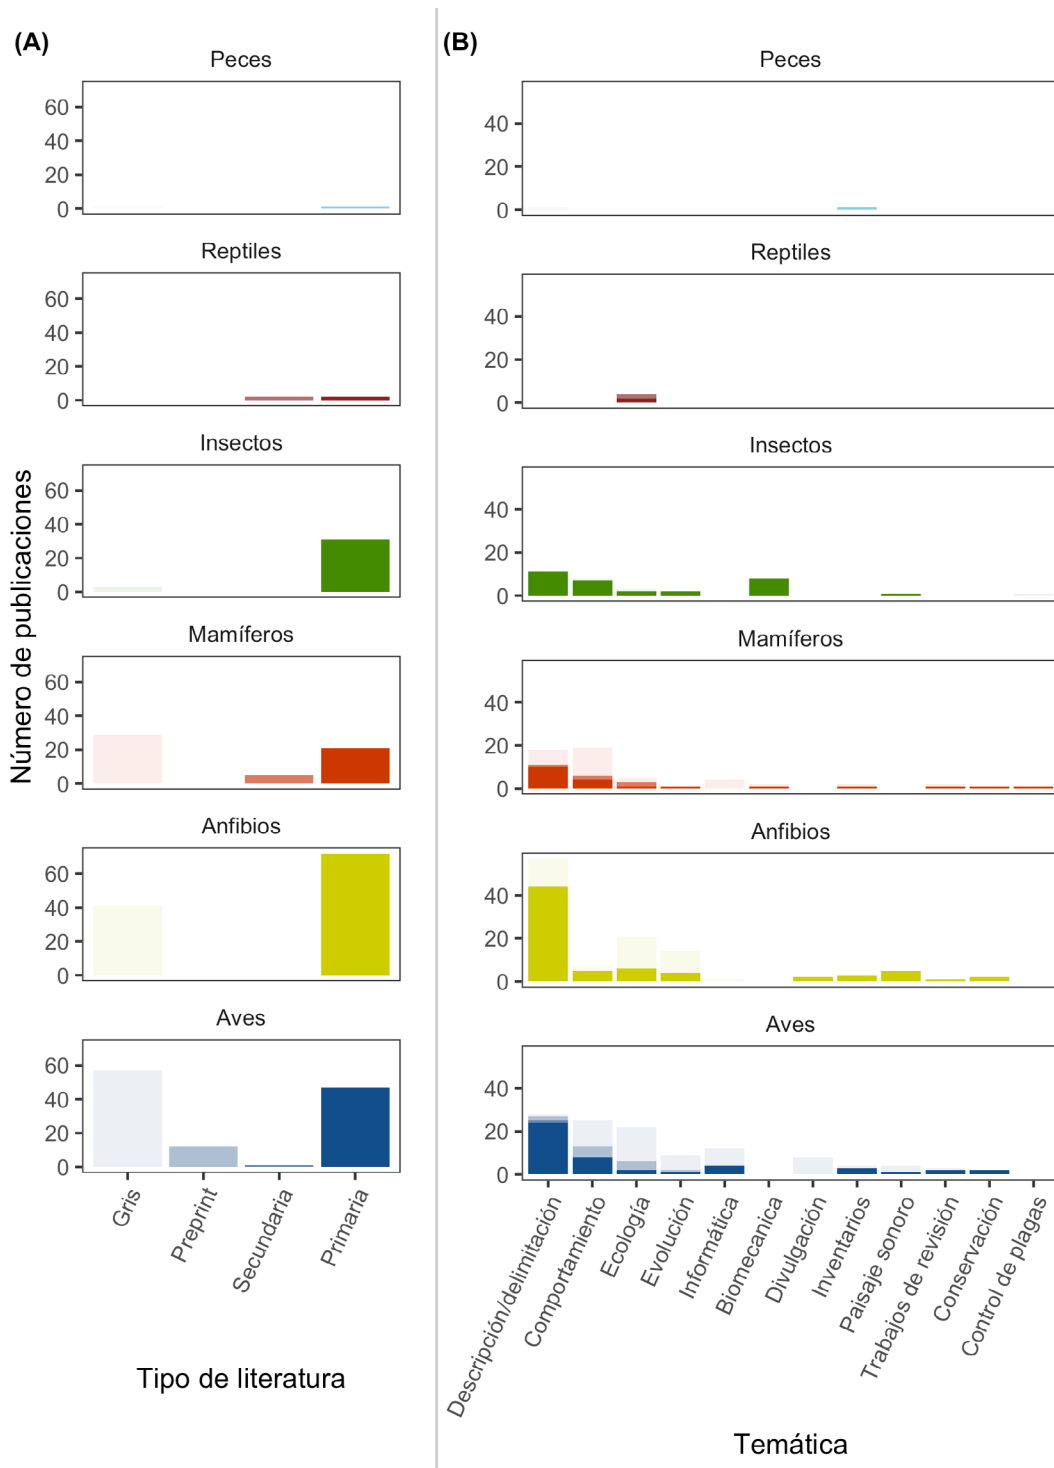 (A)
Número de publicaciones
Peces
60
40
20
0
Reptiles
60
40
20
0
Insectos
60
40
20
0
Mamíferos
60
40
20
0
Anfibios
60
40
20
0
Aves
60
40
20
0
Gris
Preprint
Secundaria
Primaria
Tipo de literatura
(B)
Peces
40
20
0
Reptiles
40
20
0
Insectos
40
20
0
Mamíferos
40
20
0
Anfibios
40
20
0
Aves
40
20
0
Descripción/delimitación
Comportamiento
Ecología
Evolución
Informática
Biomecanica
Divulgación
Inventarios
Paisaje sonoro
Trabajos de revisión
Conservación
Control de plagas
Temática